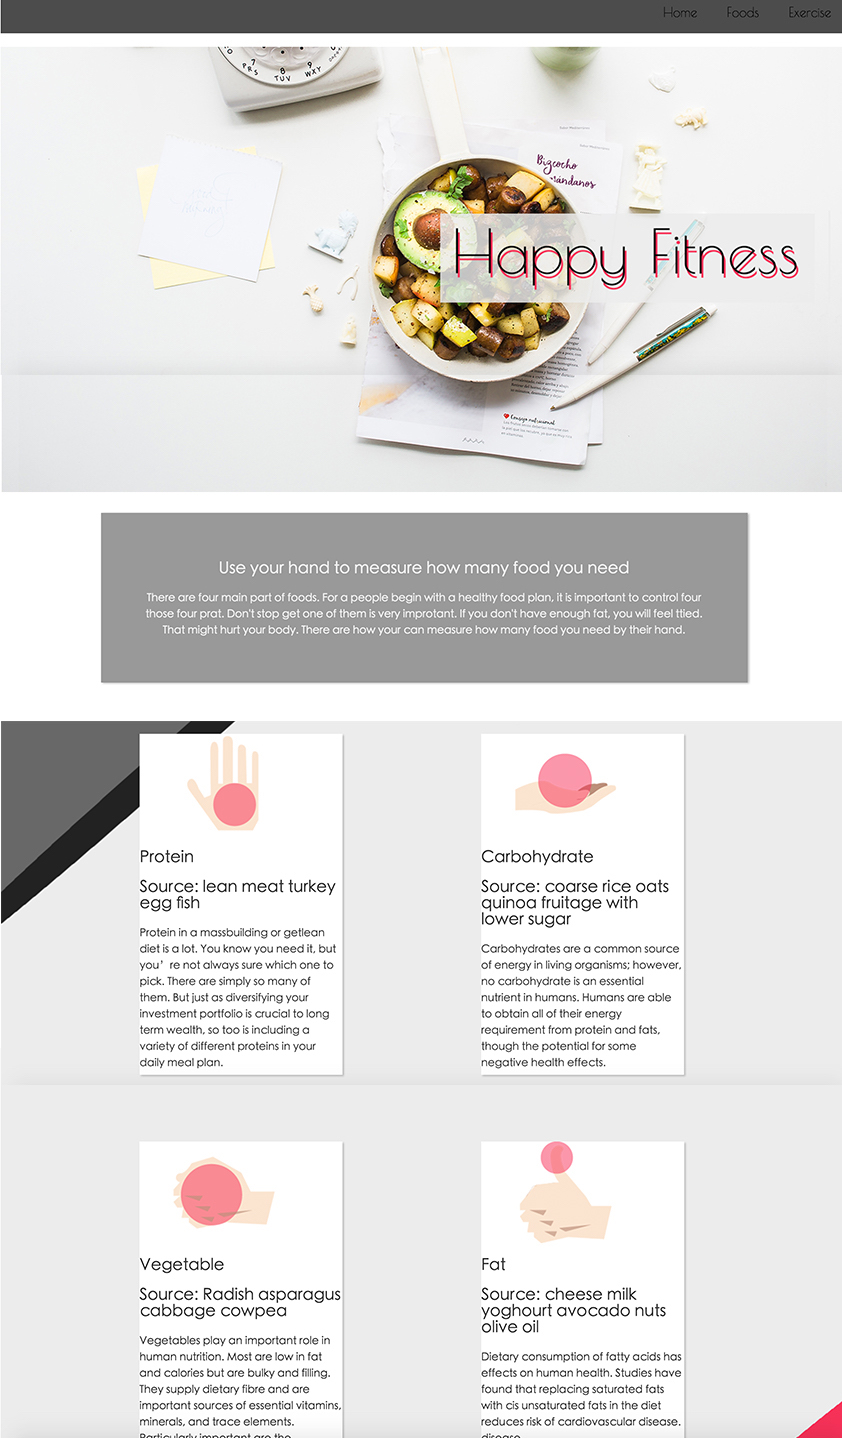 Home Foods Exercise
PRS TUV WXY
Bizcocho
Happy Fitness
Consejo nutricional
Use your hand to measure how many food you need
There are four main part of foods. For a people begin with a healthy food plan, it is important to control four
those four prat. Don't stop get one of them is very improtant. If you don't have enough fat, you will feel ttied.
That might hurt your body. There are how your can measure how many food you need by their hand.
Protein
Source: lean meat turkey
egg fish
Protein in a massbuilding or getlean
diet is a lot. You know you need it, but
you’re not always sure which one to
pick. There are simply so many of
them. But just as diversifying your
investment portfolio is crucial to long
term wealth, so too is including a
variety of different proteins in your
daily meal plan.
Carbohydrate
Source: coarse rice oats
quinoa fruitage with
lower sugar
Carbohydrates are a common source
of energy in living organisms; however,
no carbohydrate is an essential
nutrient in humans. Humans are able
to obtain all of their energy
requirement from protein and fats,
though the potential for some
negative health effects.
Vegetable
Source: Radish asparagus
cabbage cowpea
Vegetables play an important role in
human nutrition. Most are low in fat
and calories but are bulky and filling.
They supply dietary fibre and are
important sources of essential vitamins,
minerals, and trace elements.
Particularly important are the
Fat
Source: cheese milk
yoghourt avocado nuts
olive oil
Dietary consumption of fatty acids has
effects on human health. Studies have
found that replacing saturated fats
with cis unsaturated fats in the diet
reduces risk of cardiovascular disease.
disease